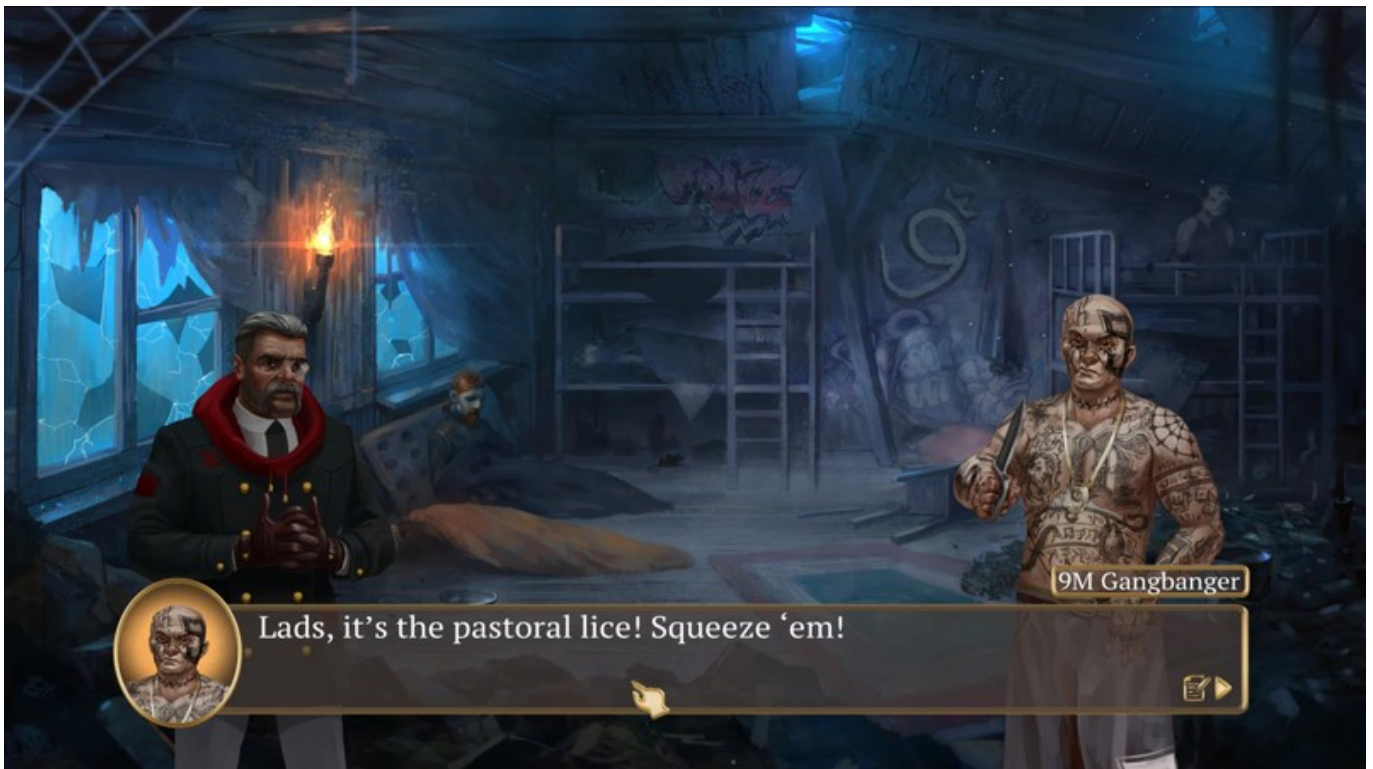 9M Gangbanger
Lads, it’s the pastoral lice! Squeeze ‘em!